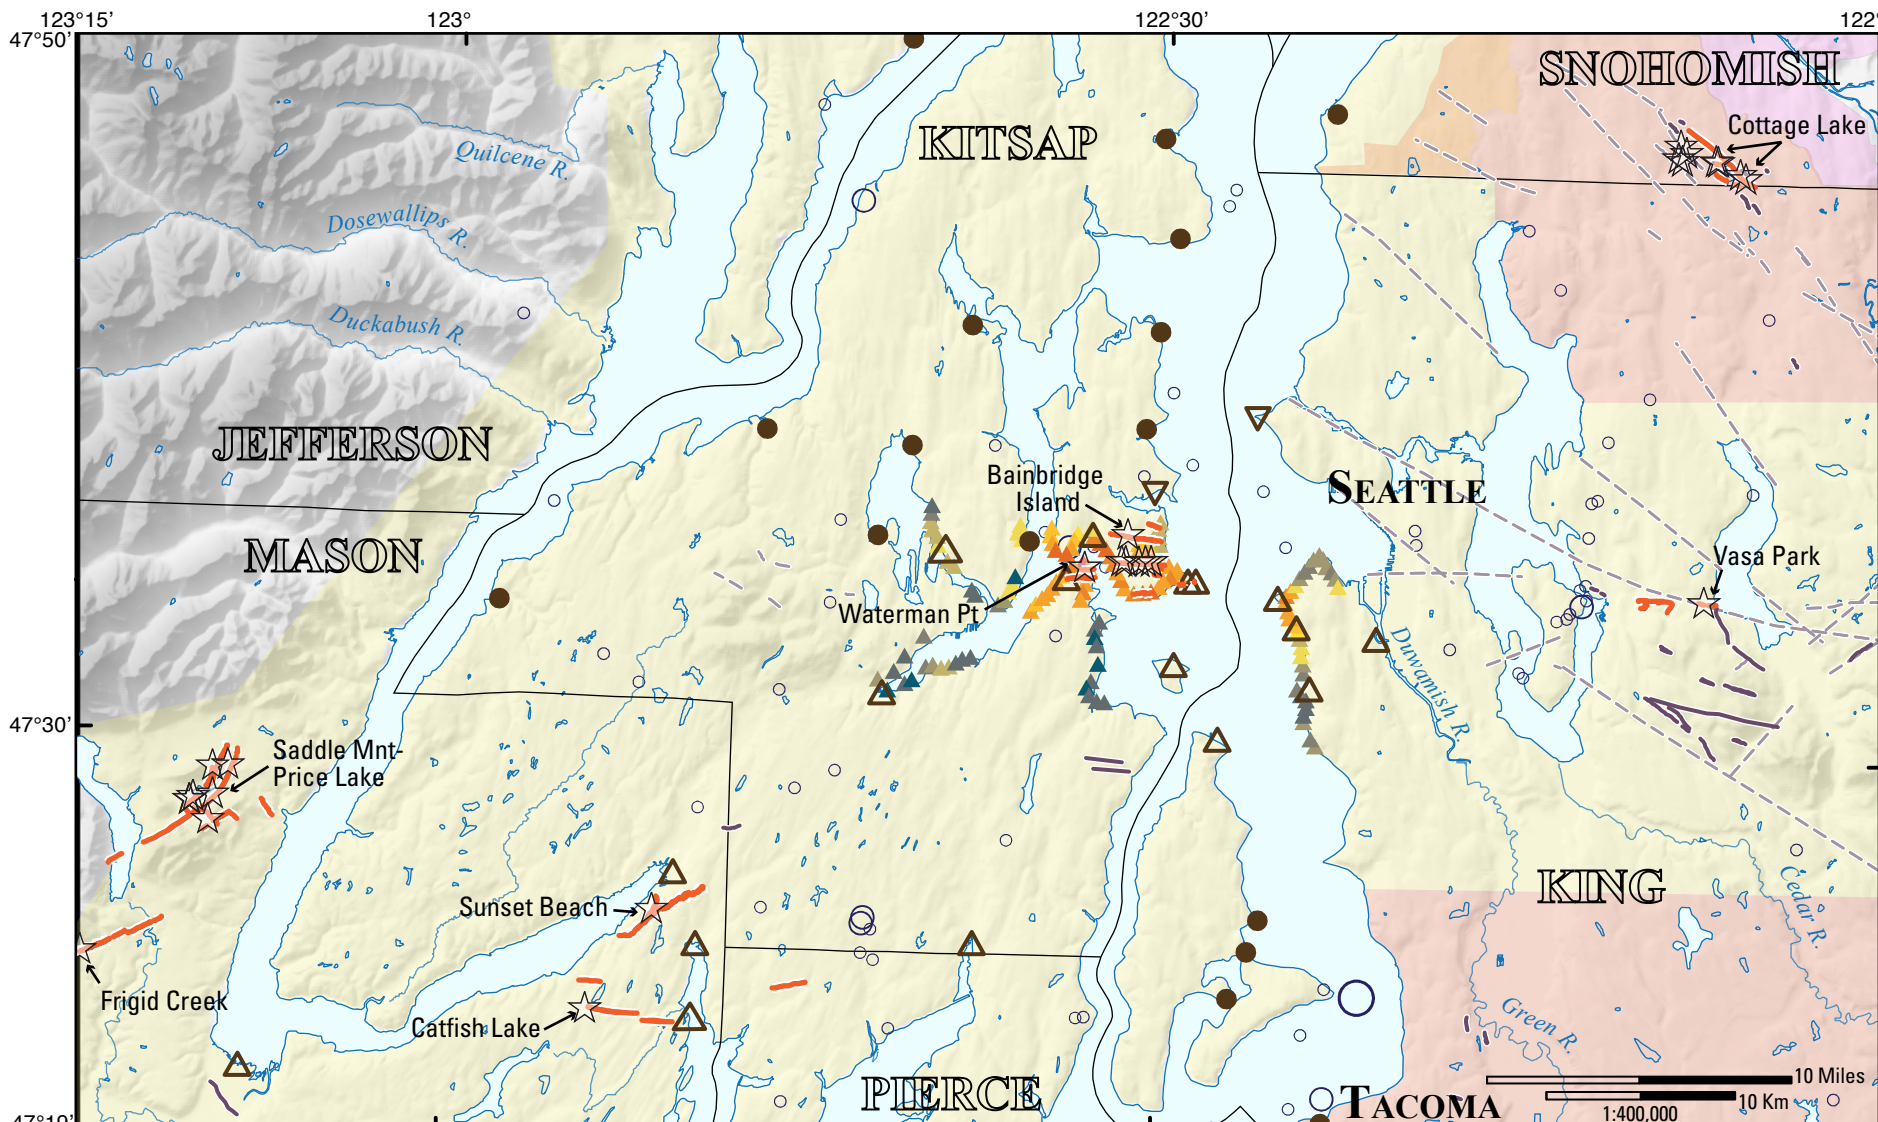 123°15'
123°
122°30'
122°
47°50'
SNOHOMISH
Cottage Lake
KITSAP
Quilcene R.
Dosewallips R.
Duckabush R.
JEFFERSON
Bainbridge
Island
SEATTLE
MASON
Vasa Park
Waterman Pt
Duwamish R.
47°30'
Saddle Mnt-
Price Lake
KING
Cedar R.
Sunset Beach
Frigid Creek
Catfish Lake
Green R.
PIERCE
TACOMA
10 Miles
10 Km
1:400,000